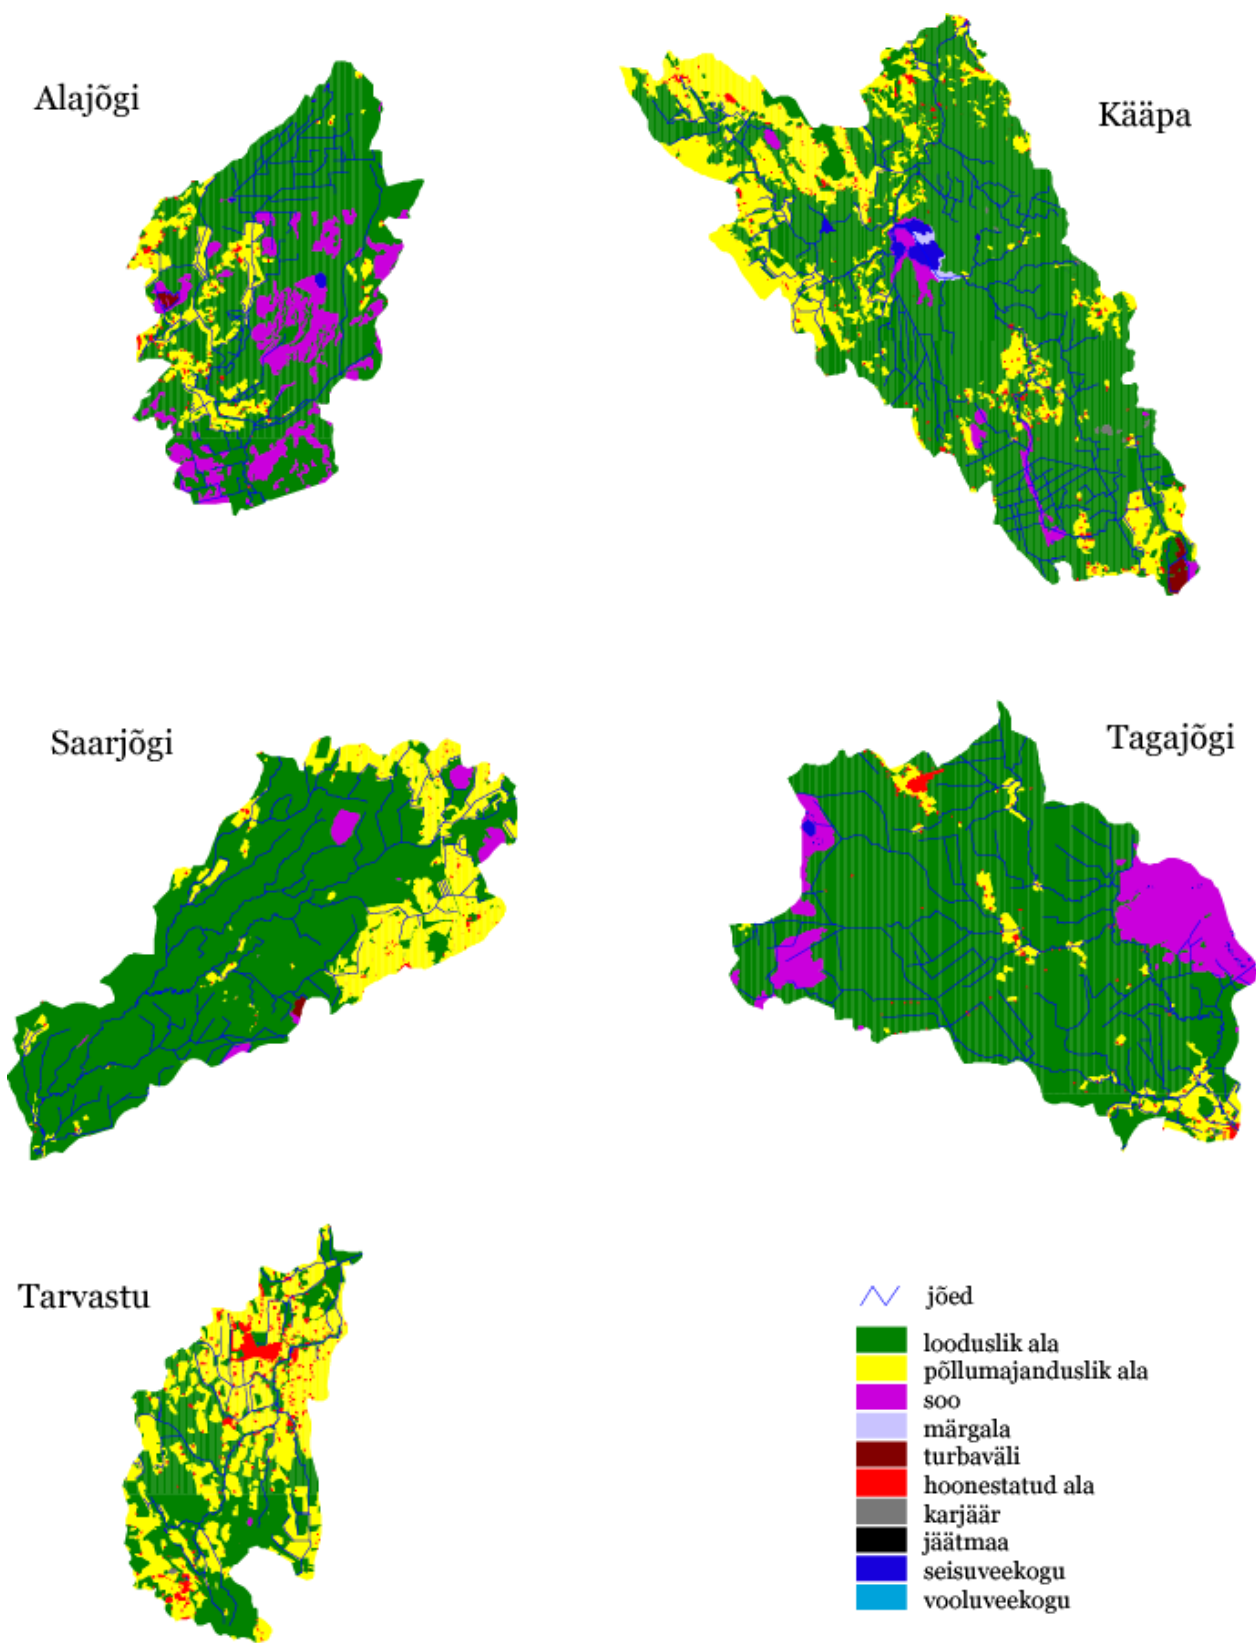 Alajõgi
Kääpa
Saarjõgi
Tagajõgi
Tarvastu
jõed
looduslik ala
põllumajanduslik ala
soo
märgala
turbaväli
hoonestatud ala
karjäär
jäätmaa
seisuveekogu
vooluveekogu